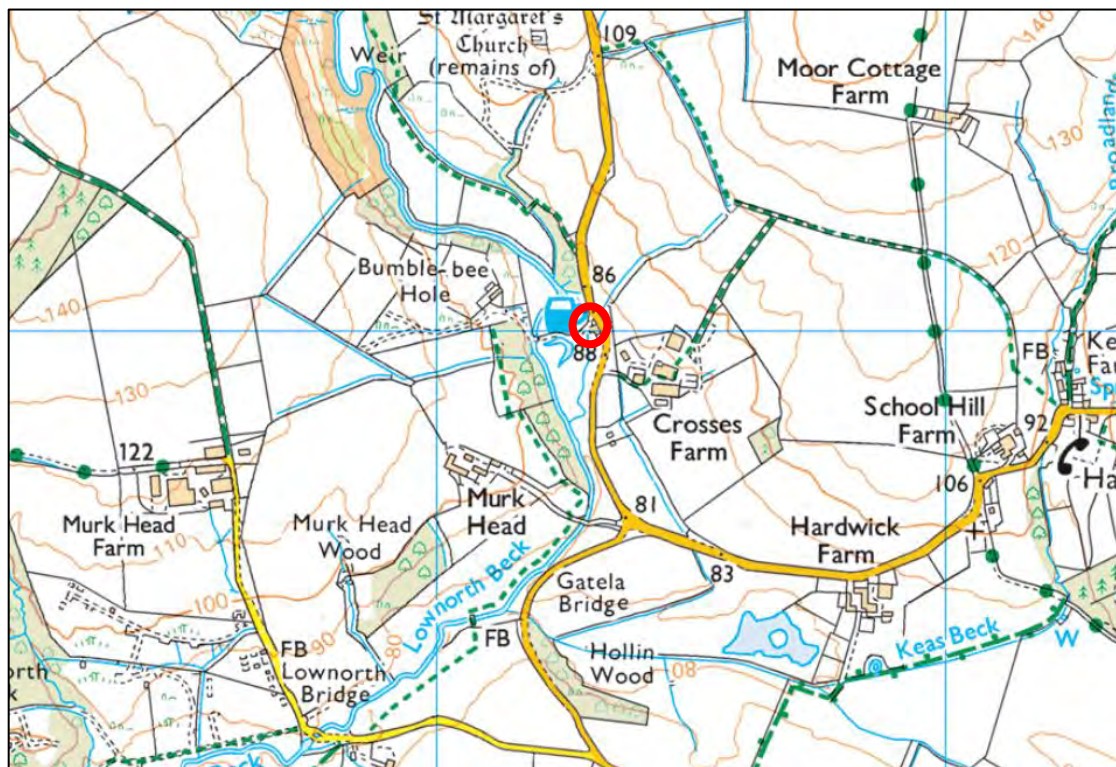 St Margaret's
Church
(remains of)
109
Weir
140
Moor Cottage
Farm
130
120
Bumble-bee
Hole
86
88
140
130
FB
Crosses
Farm
School Hill
Farm
92
106
122
Murk Head
Farm
110
100
90
80
Murk Head
Wood
Murk
Head
81
83
Hardwick
Farm
Lownorth Beck
Gatela
Bridge
FB
Hollin
Wood
80
Keas Beck
W
FB
Lownorth
Bridge